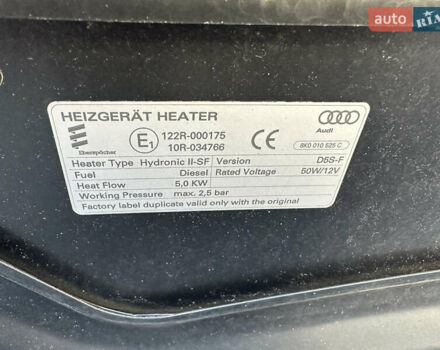 auto RIA
HEIZGERÄT HEATER
Eberspächer
E1
122R-000175
10R-034766
CE
Audi
8K0 010 525 C
Heater Type Hydronic II-SF Version D5S-F
Fuel Diesel Rated Voltage 50W/12V
Heat Flow 5,0 KW
Working Pressure max. 2,5 bar
Factory label duplicate valid only with the original